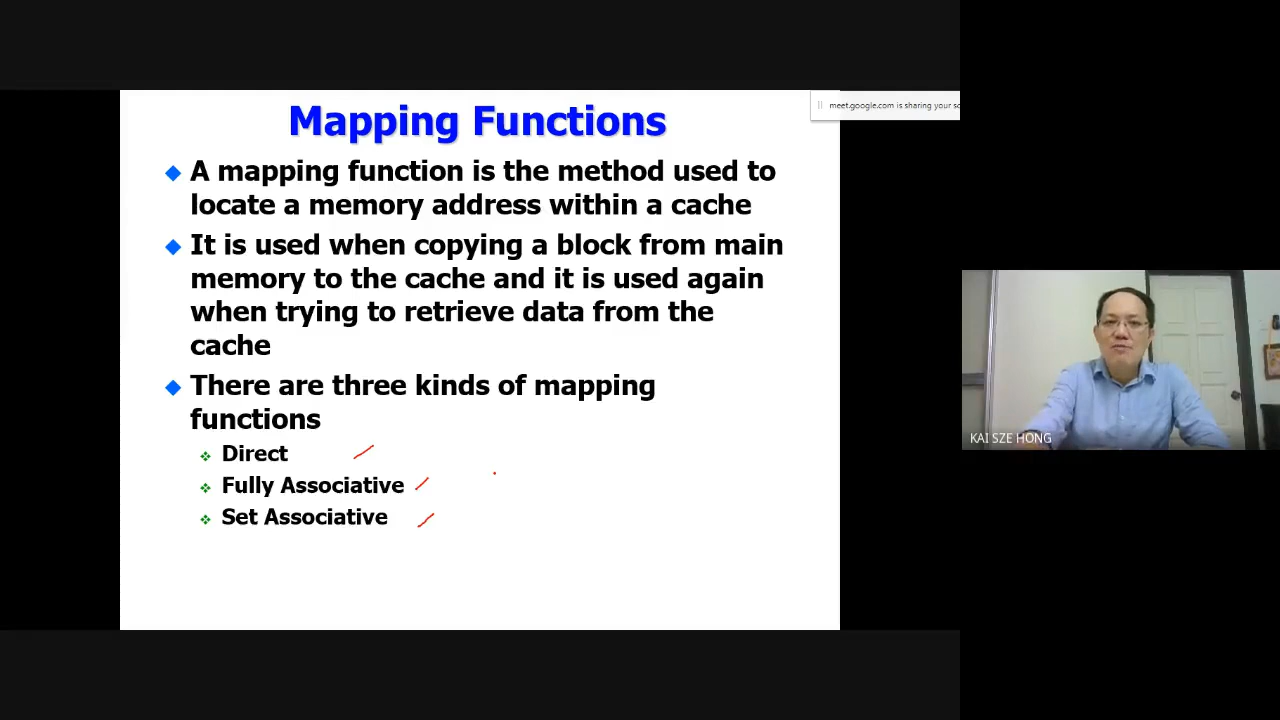 Mapping Functions
meet.google.com is sharing your sc
A mapping function is the method used to
locate a memory address within a cache
It is used when copying a block from main
memory to the cache and it is used again
when trying to retrieve data from the
cache
There are three kinds of mapping
functions
Direct
Fully Associative
Set Associative
KAI SZE HONG